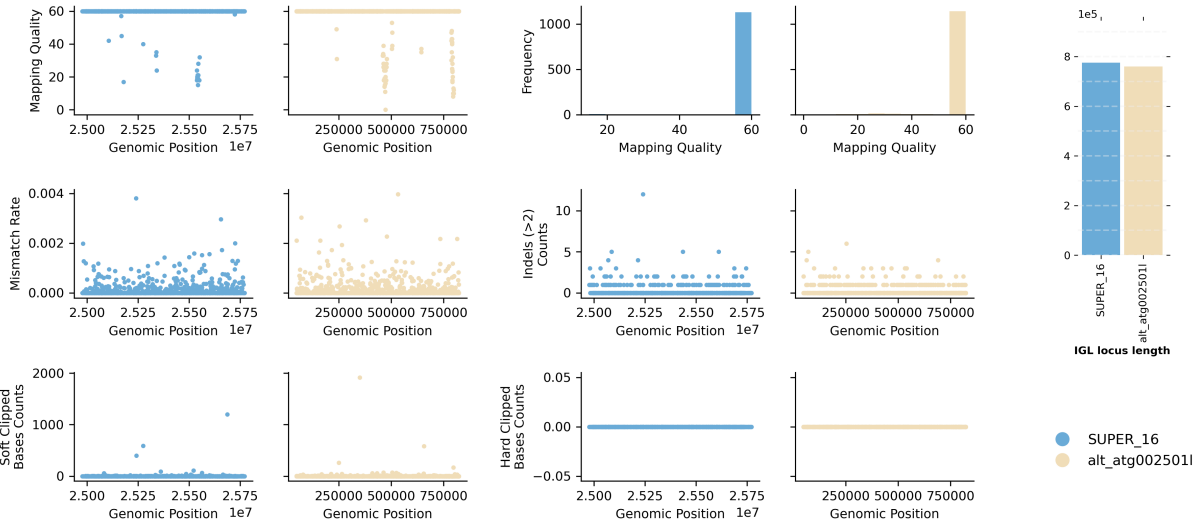 Mapping Quality
60
40
20
0
2.5000 2.525 2.550 2.575
Genomic Position 1e7
250000 500000 750000
Genomic Position
Frequency
1000
500
0
20 40 60
Mapping Quality
0 20 40 60
Mapping Quality
1e5
8
6
4
2
0
SUPER_16
alt_atg002501l
IGL locus length
Mismatch Rate
0.004
0.002
0.000
2.500 2.525 2.550 2.575
Genomic Position 1e7
250000 500000 750000
Genomic Position
Indels (>2)
Counts
10
5
0
2.500 2.525 2.550 2.575
Genomic Position 1e7
250000 500000 750000
Genomic Position
Soft Clipped
Bases Counts
2000
1000
0
2.500 2.525 2.550 2.575
Genomic Position 1e7
250000 500000 750000
Genomic Position
Hard Clipped
Bases Counts
0.05
0.00
−0.05
2.500 2.525 2.550 2.575
Genomic Position 1e7
250000 500000 750000
Genomic Position
SUPER_16
alt_atg002501l